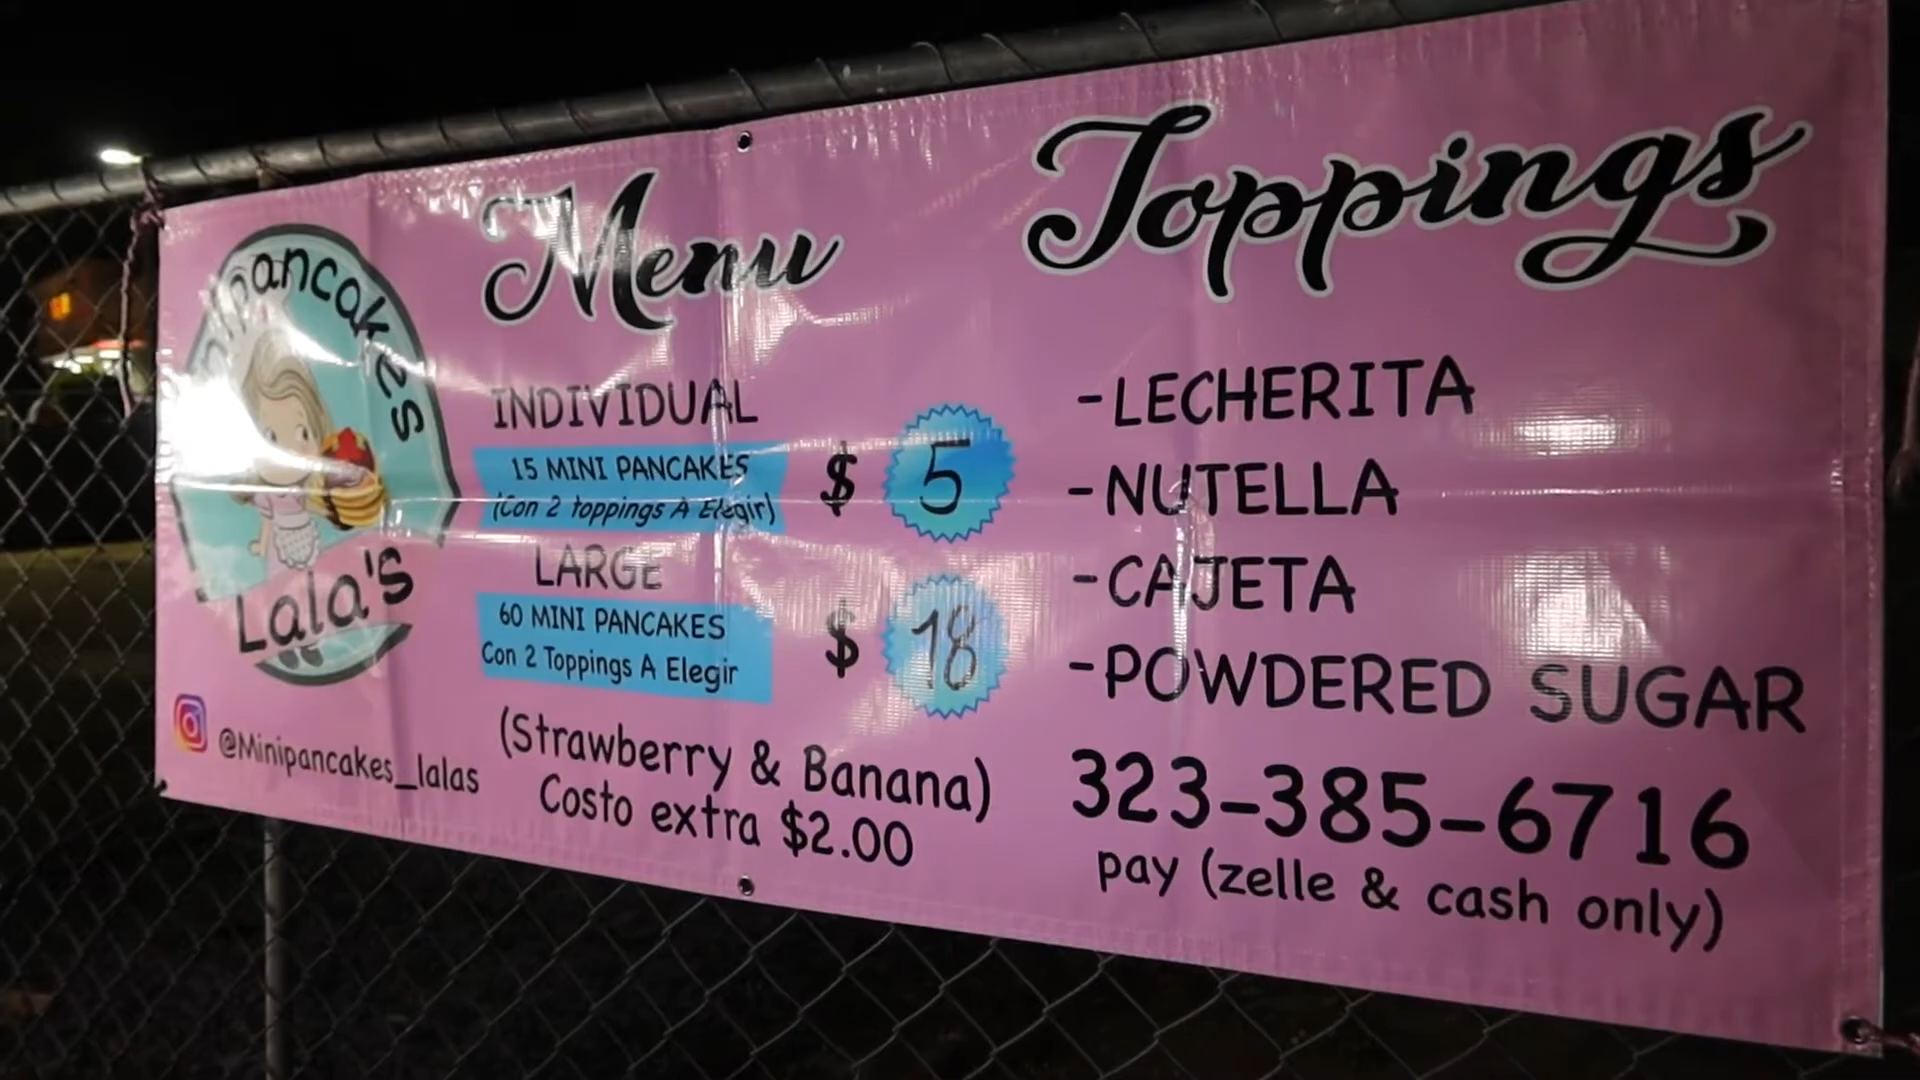 pancakes
Lala's
@Minipancakes_lalas
Menu
INDIVIDUAL
15 MINI PANCAKES
(Con 2 toppings A Elegir)
$ 5
LARGE
60 MINI PANCAKES
Con 2 Toppings A Elegir
$ 18
(Strawberry & Banana)
Costo extra $2.00
Toppings
-LECHERITA
-NUTELLA
-CAJETA
-POWDERED SUGAR
323-385-6716
pay (zelle & cash only)